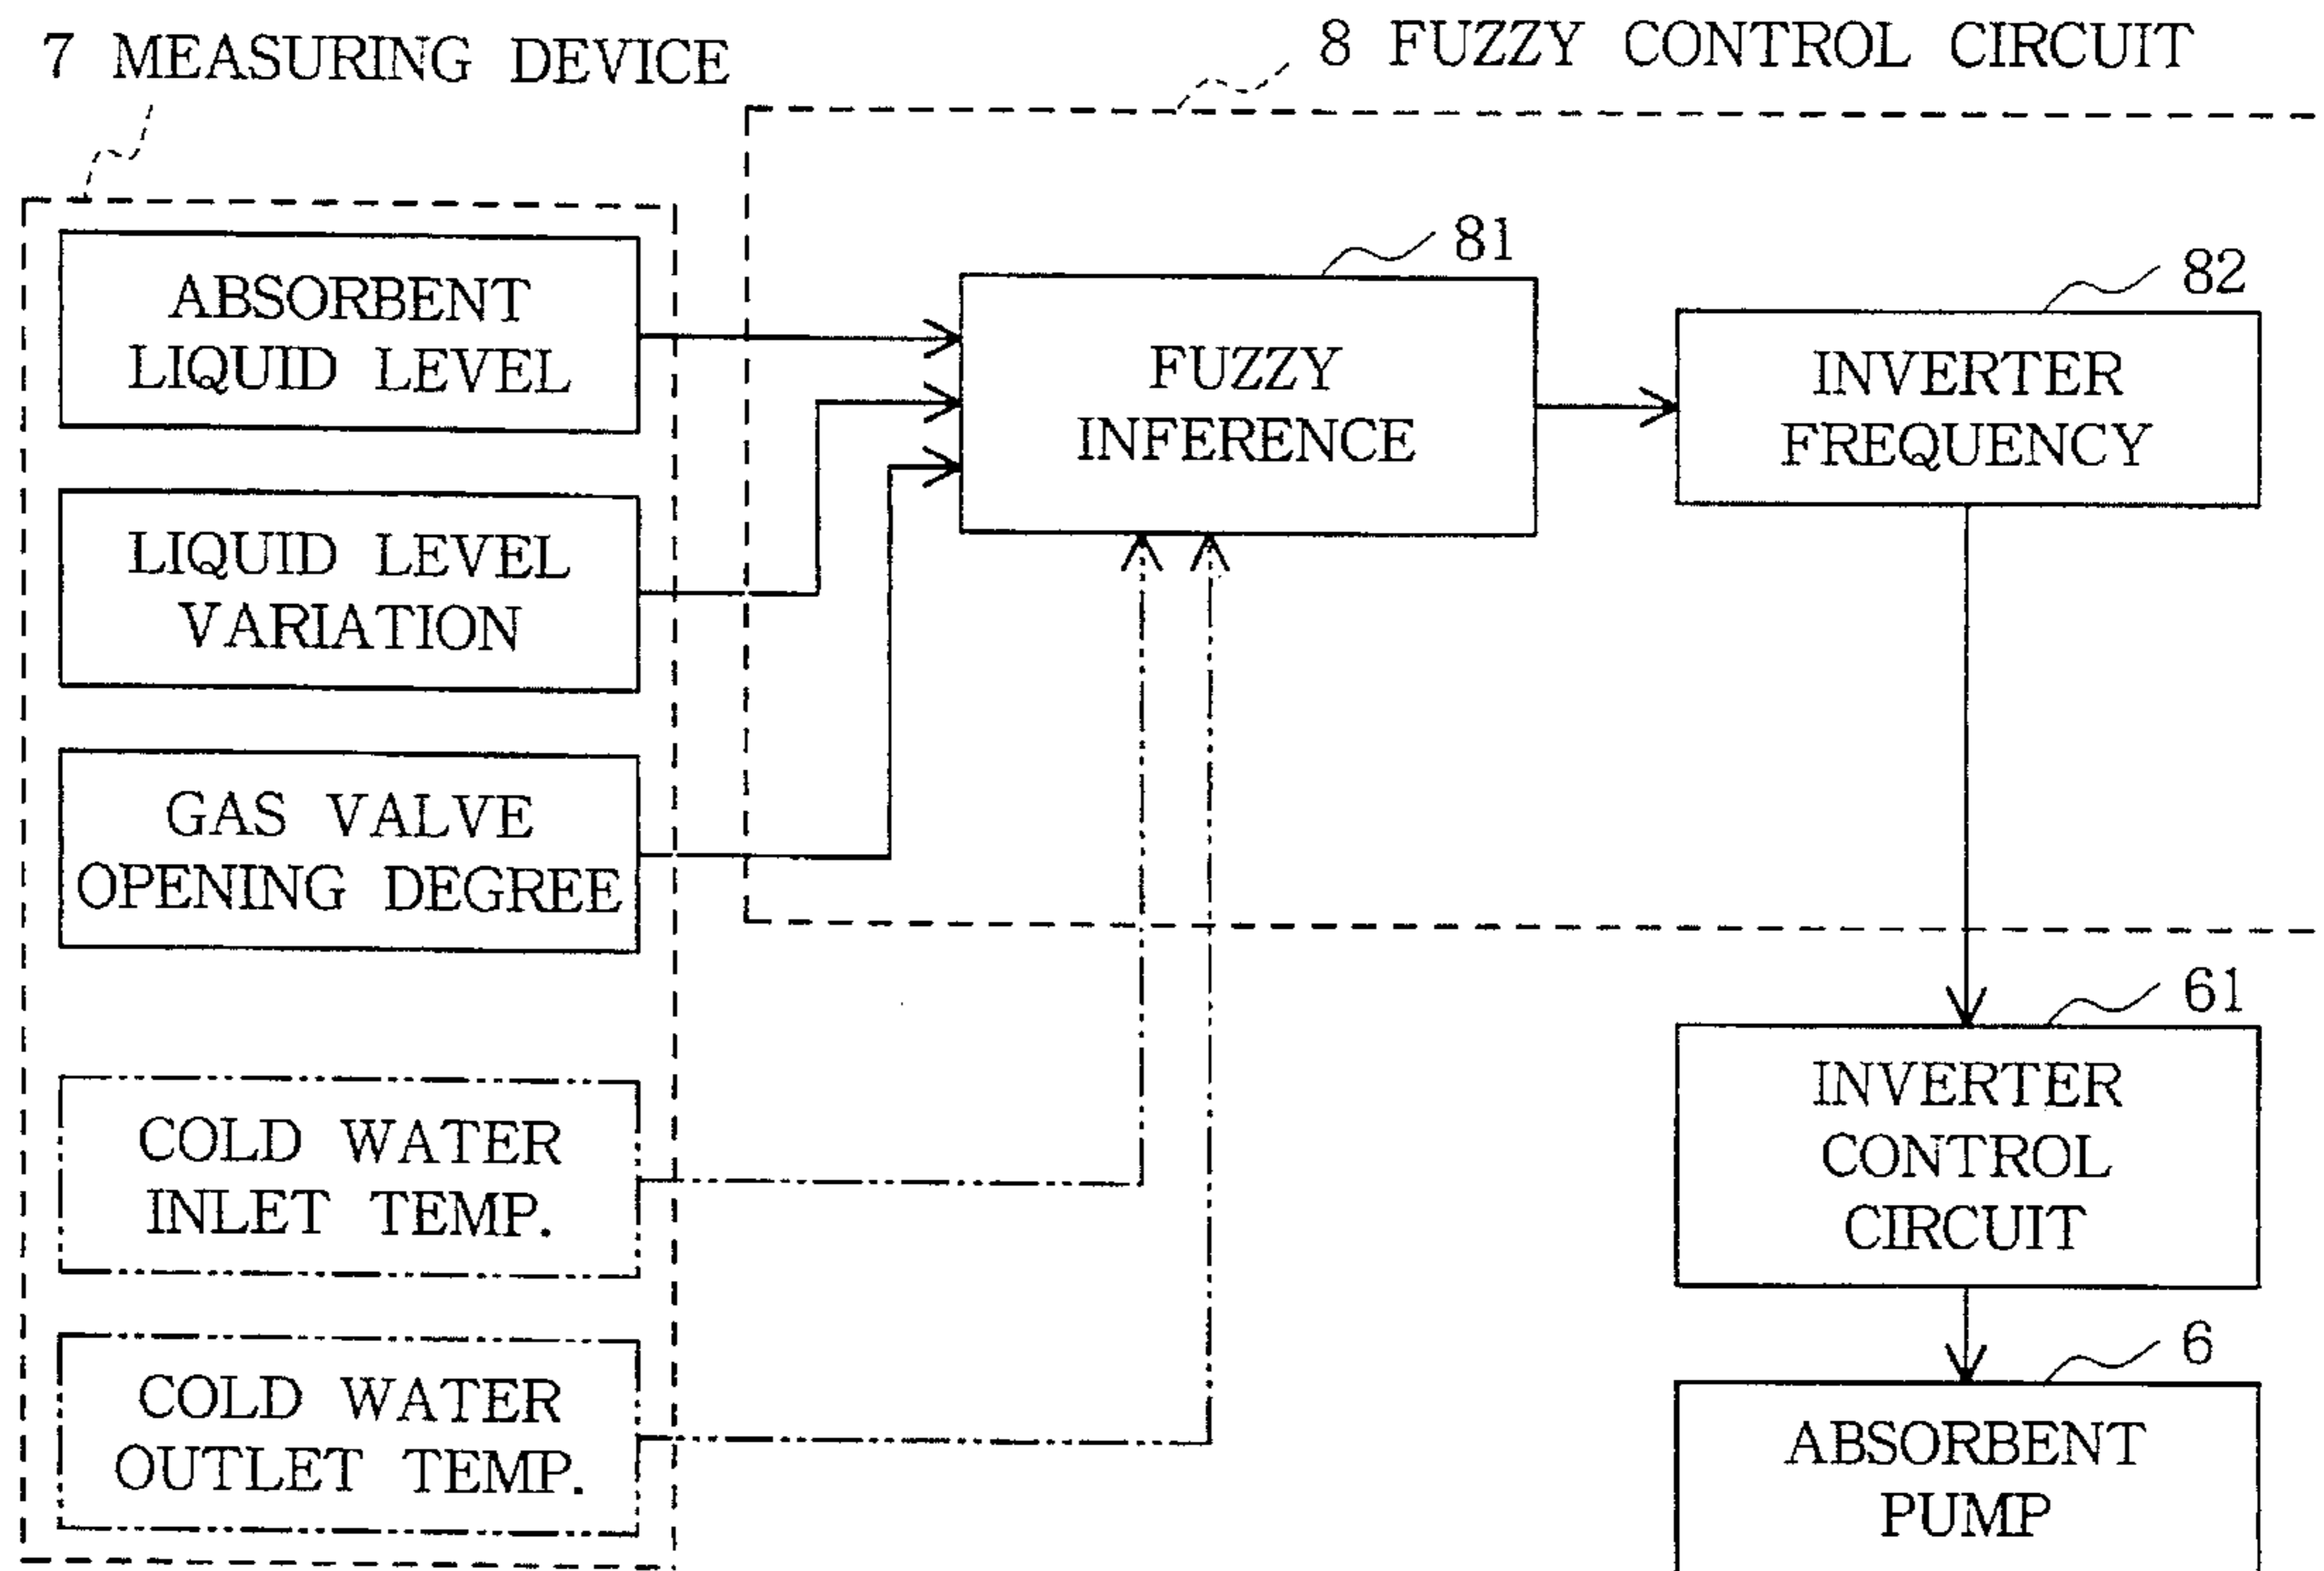 7 MEASURING DEVICE
8 FUZZY CONTROL CIRCUIT
ABSORBENT
LIQUID LEVEL
LIQUID LEVEL
VARIATION
GAS VALVE
OPENING DEGREE
COLD WATER
INLET TEMP.
COLD WATER
OUTLET TEMP.
81
FUZZY
INFERENCE
82
INVERTER
FREQUENCY
61
INVERTER
CONTROL
CIRCUIT
6
ABSORBENT
PUMP